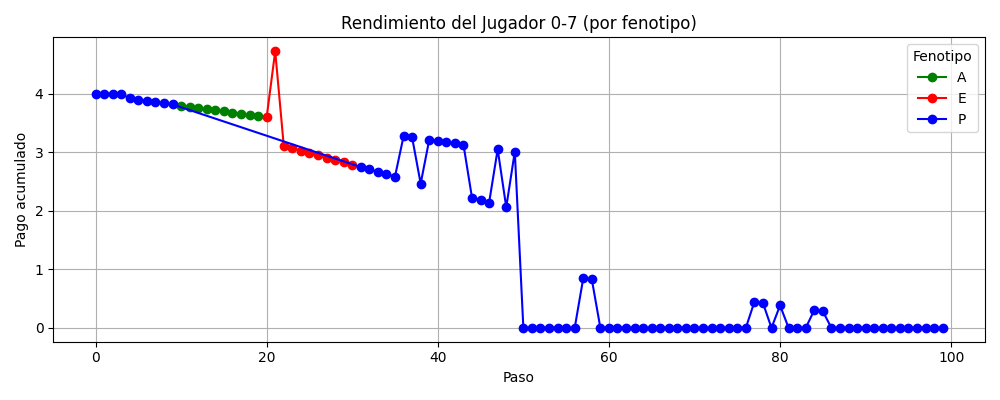 Rendimiento del Jugador 0-7 (por fenotipo)
Pago acumulado
4
3
2
1
0
Fenotipo
A
E
P
0 20 40 60 80 100
Paso